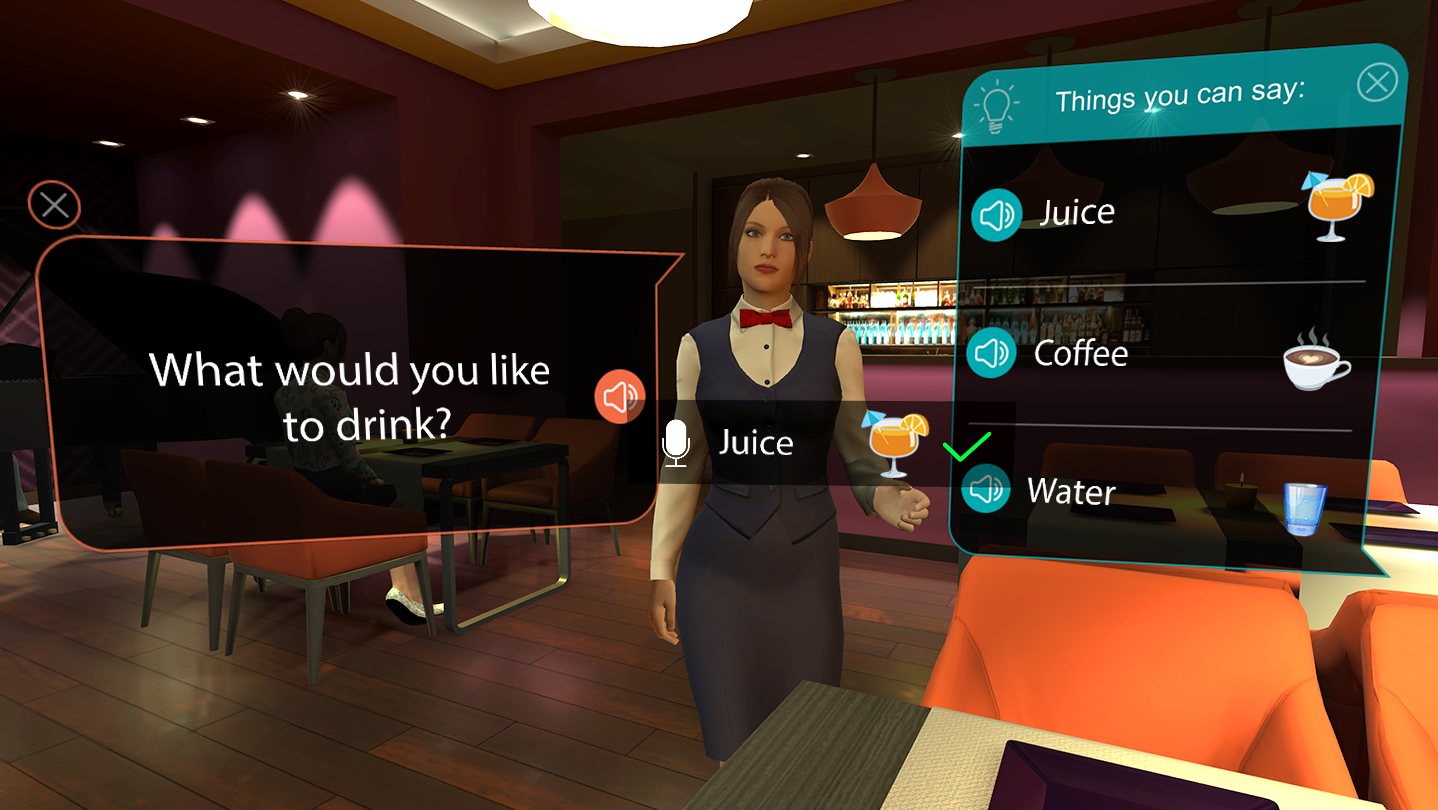 What would you like
to drink?
Juice
Things you can say:
Juice
Coffee
Water